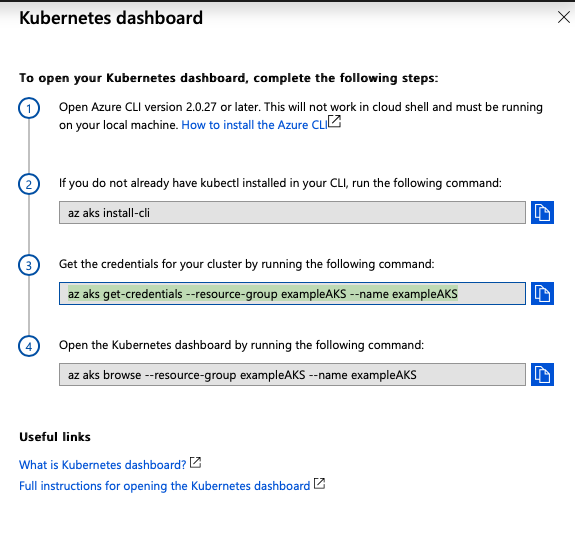 Kubernetes dashboard
To open your Kubernetes dashboard, complete the following steps:
1
Open Azure CLI version 2.0.27 or later. This will not work in cloud shell and must be running
on your local machine. How to install the Azure CLI
2
If you do not already have kubectl installed in your CLI, run the following command:
az aks install-cli
3
Get the credentials for your cluster by running the following command:
az aks get-credentials --resource-group exampleAKS --name exampleAKS
4
Open the Kubernetes dashboard by running the following command:
az aks browse --resource-group exampleAKS --name exampleAKS
Useful links
What is Kubernetes dashboard?
Full instructions for opening the Kubernetes dashboard